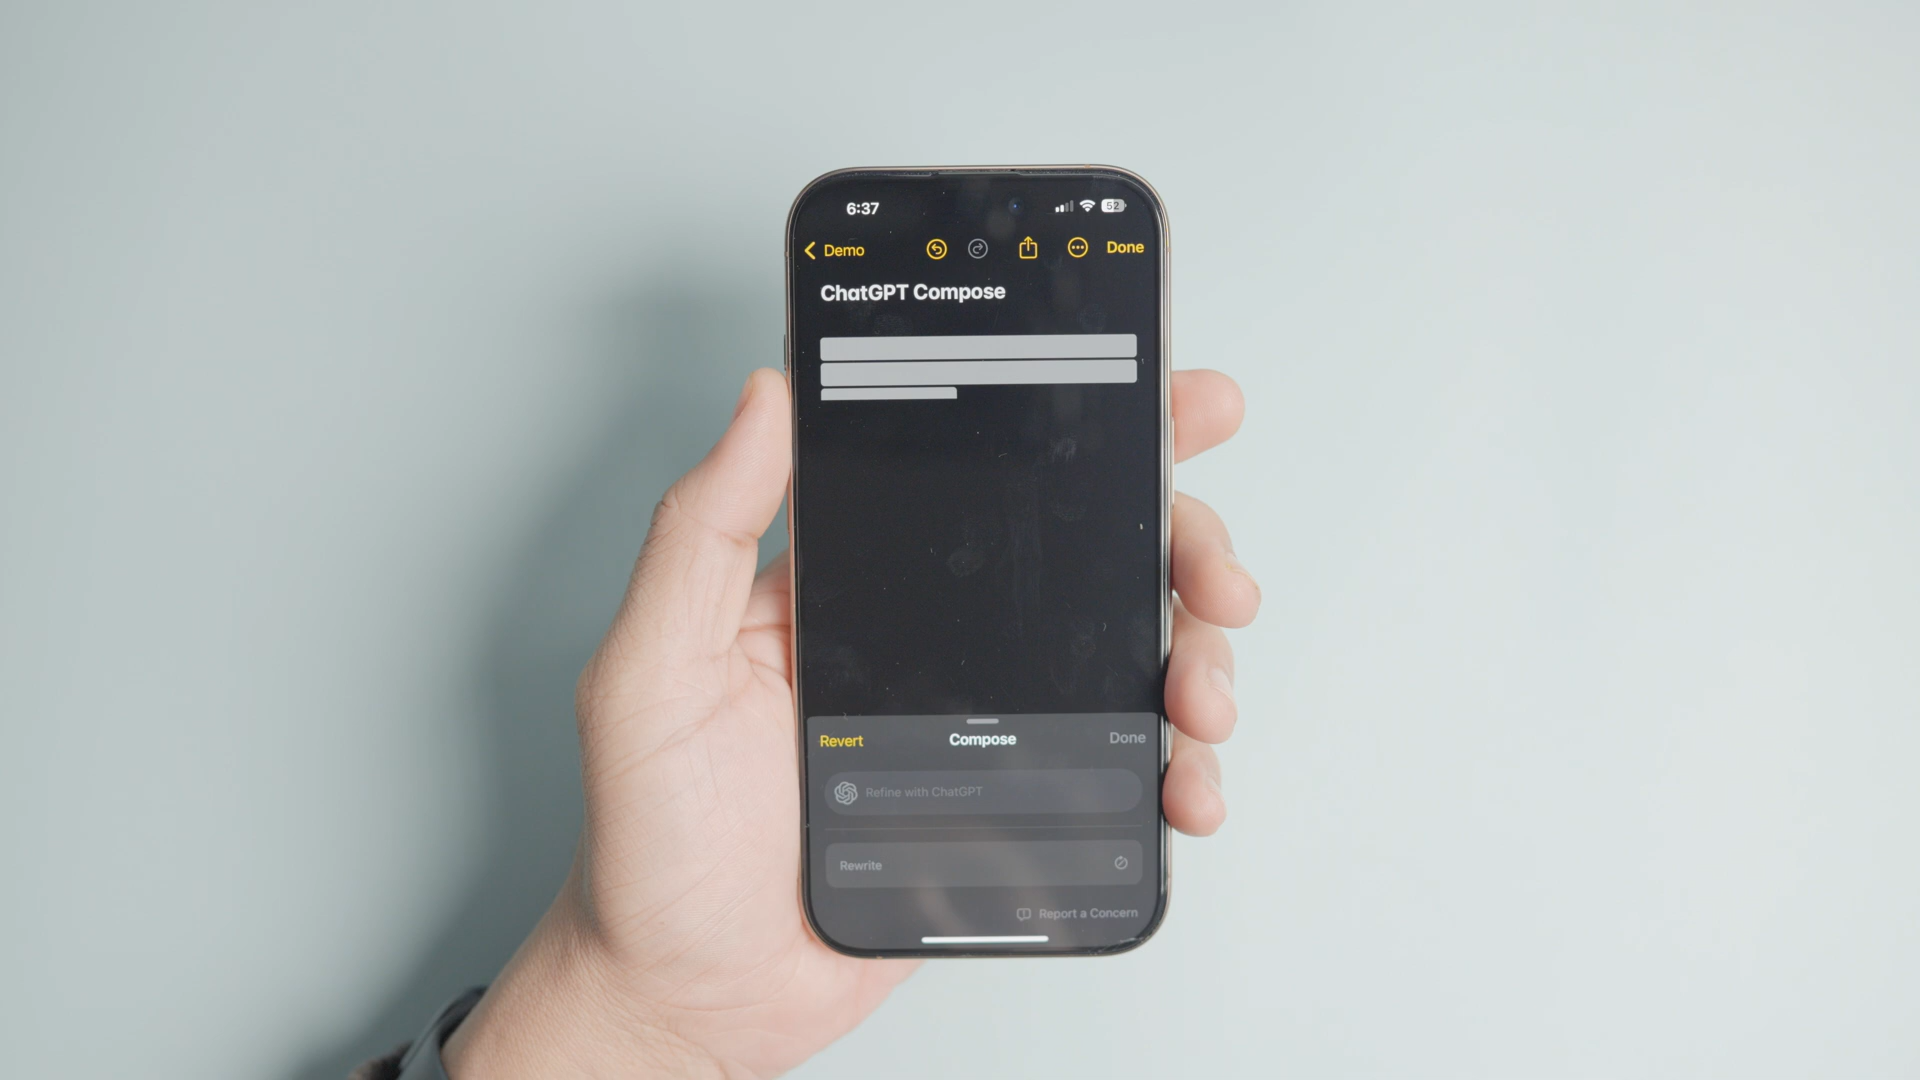 6:37 52
Demo Done
ChatGPT Compose
Revert Compose Done
Refine with ChatGPT
Rewrite
Report a Concern